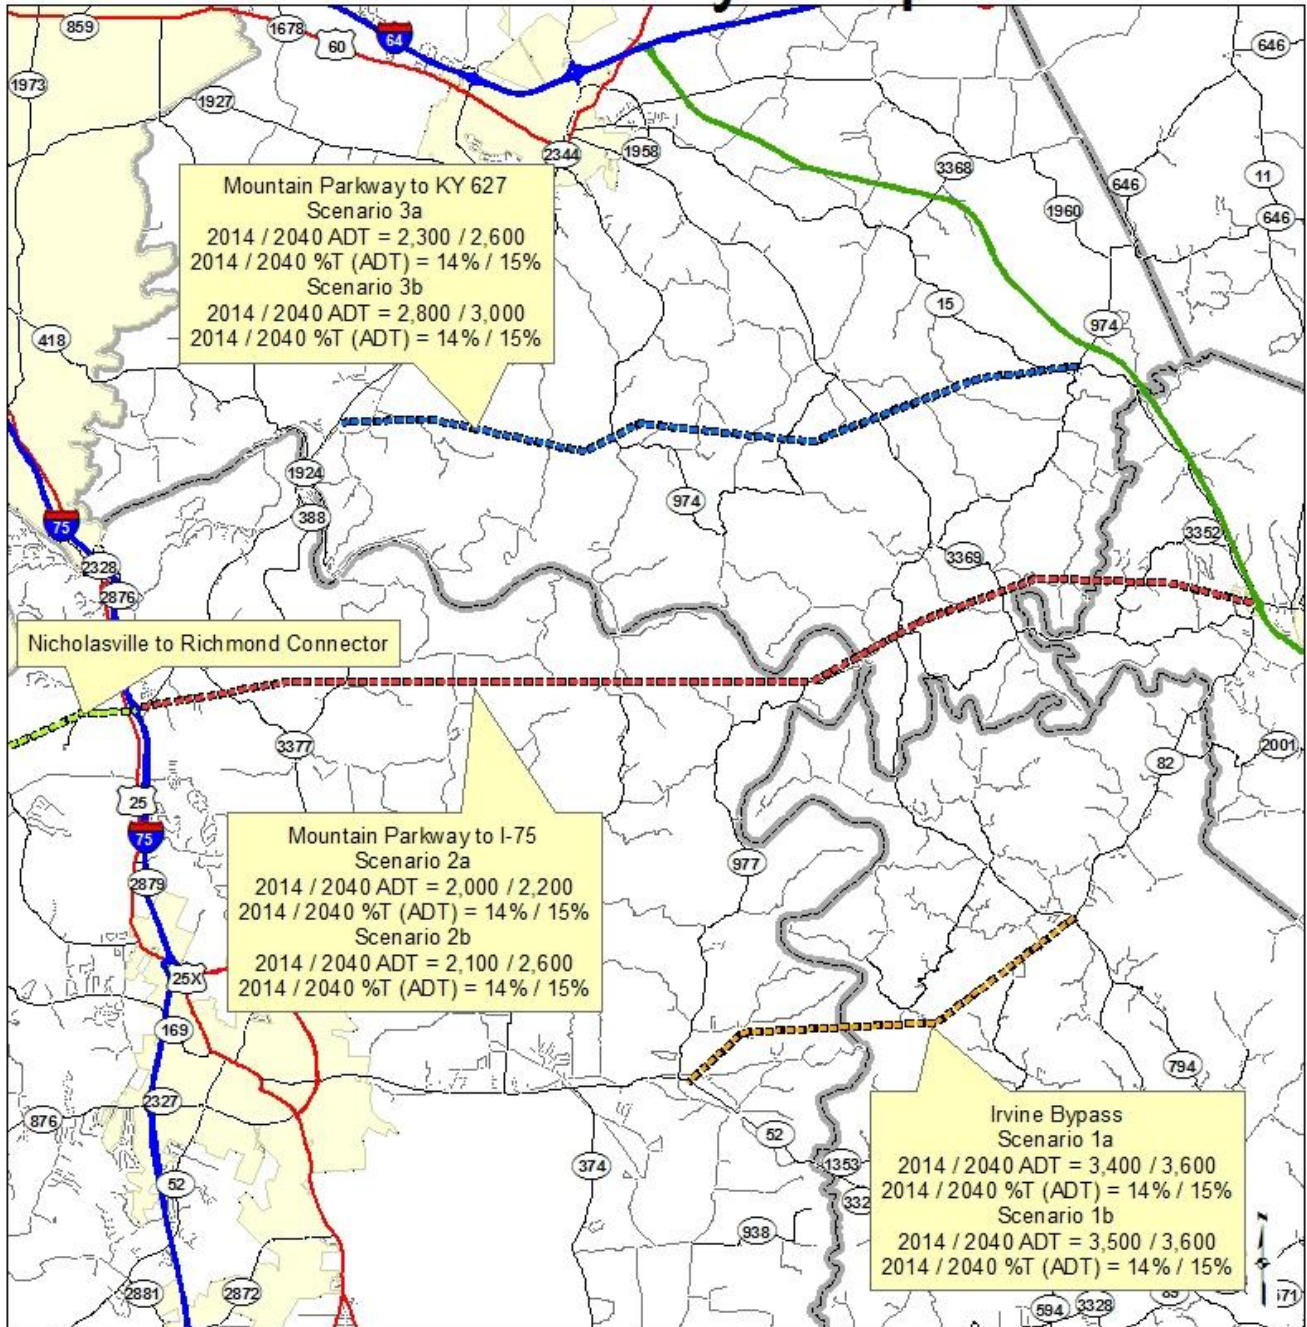 859
1678
60
64
646
1973
1927
2344
1958
3368
646
11
1960
646
Mountain Parkway to KY 627
Scenario 3a
2014 / 2040 ADT = 2,300 / 2,600
2014 / 2040 %T (ADT) = 14% / 15%
Scenario 3b
2014 / 2040 ADT = 2,800 / 3,000
2014 / 2040 %T (ADT) = 14% / 15%
15
974
418
1924
974
388
75
3352
3369
2328
2876
Nicholasville to Richmond Connector
3377
2001
82
25
75
Mountain Parkway to I-75
Scenario 2a
2014 / 2040 ADT = 2,000 / 2,200
2014 / 2040 %T (ADT) = 14% / 15%
Scenario 2b
2014 / 2040 ADT = 2,100 / 2,600
2014 / 2040 %T (ADT) = 14% / 15%
977
2879
25X
169
794
2327
876
52
52
374
1353
Irvine Bypass
Scenario 1a
2014 / 2040 ADT = 3,400 / 3,600
2014 / 2040 %T (ADT) = 14% / 15%
Scenario 1b
2014 / 2040 ADT = 3,500 / 3,600
2014 / 2040 %T (ADT) = 14% / 15%
938
N
2881
2872
594
3328